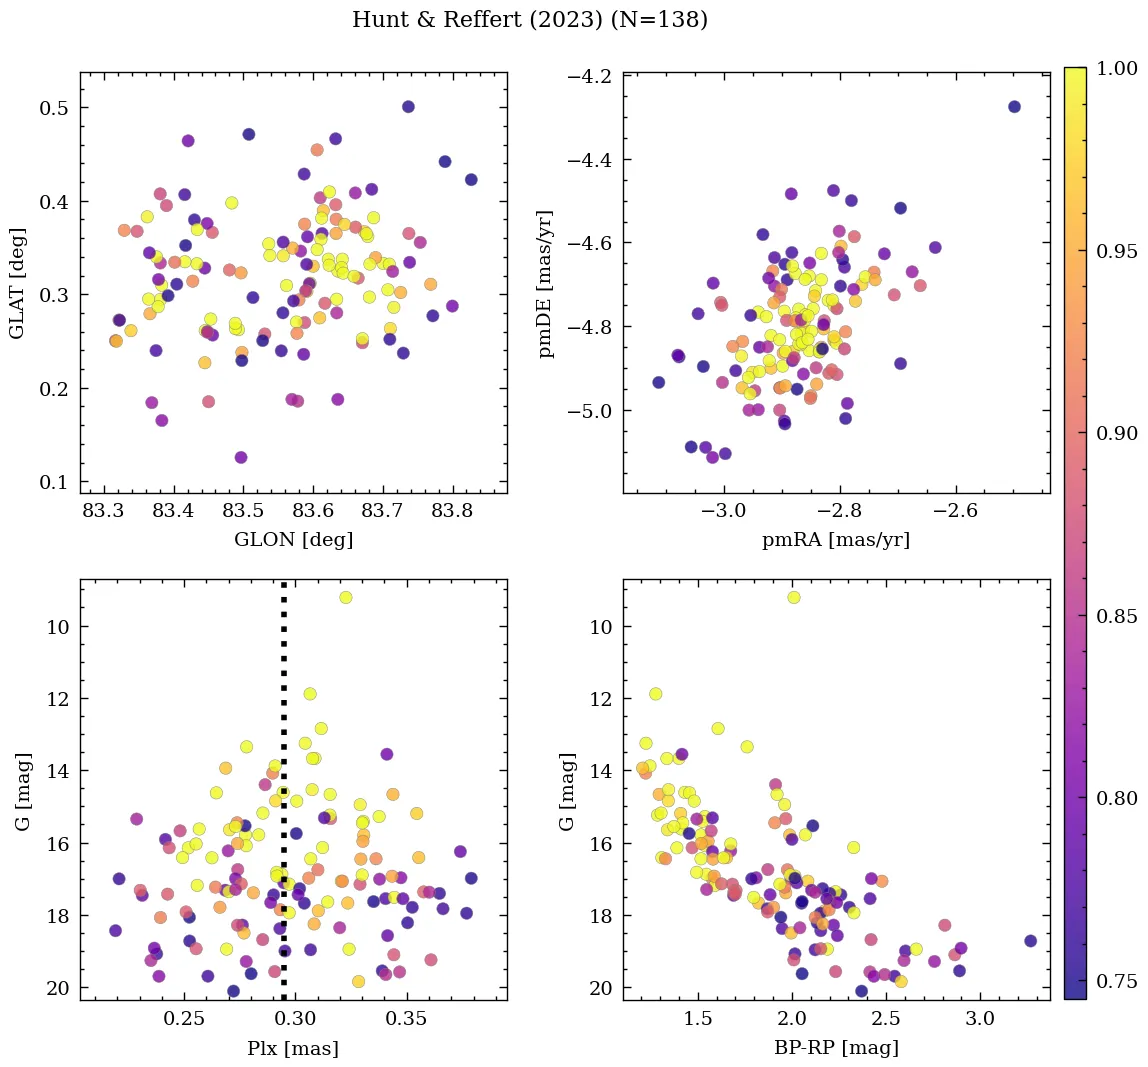 Hunt & Reffert (2023) (N=138)
0.5
0.4
0.3
0.2
0.1
GLAT [deg]
83.3 83.4 83.5 83.6 83.7 83.8
GLON [deg]
−4.2
−4.4
−4.6
−4.8
−5.0
pmDE [mas/yr]
−3.0 −2.8 −2.6
pmRA [mas/yr]
1.00
0.95
0.90
0.85
0.80
0.75
10
12
14
16
18
20
G [mag]
0.25 0.30 0.35
Plx [mas]
10
12
14
16
18
20
G [mag]
1.5 2.0 2.5 3.0
BP-RP [mag]